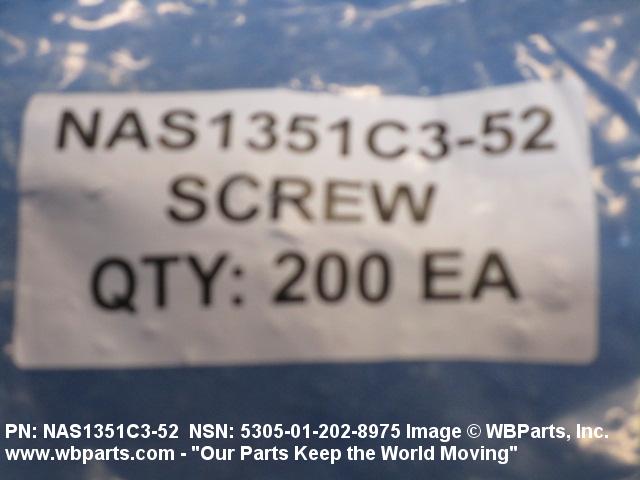 NAS1351C3-52
SCREW
QTY: 200 EA
PN: NAS1351C3-52 NSN: 5305-01-202-8975 Image © WBParts, Inc.
www.wbparts.com - "Our Parts Keep the World Moving"